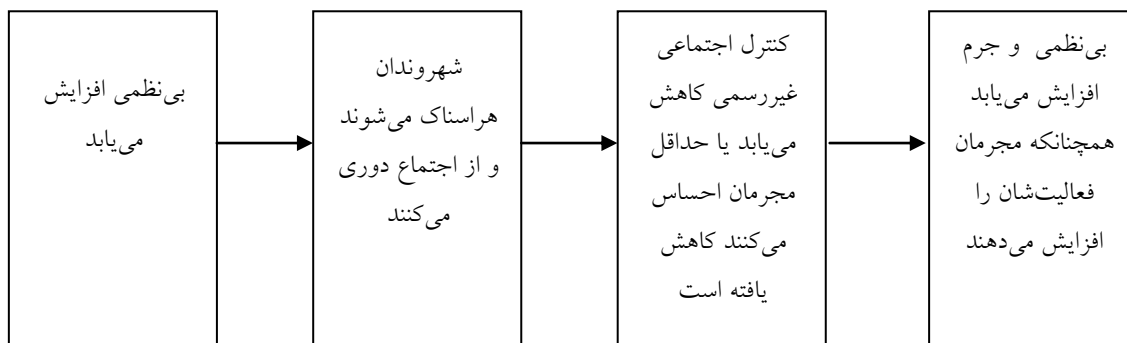 بی‌نظمی افزایش
می‌یابد
شهروندان
هراسناک می‌شوند
و از اجتماع دوری
می‌کنند
کنترل اجتماعی
غیررسمی کاهش
می‌یابد یا حداقل
مجرمان احساس
می‌کنند کاهش
یافته است
بی‌نظمی و جرم
افزایش می‌یابد
همچنانکه مجرمان
فعالیت‌شان را
افزایش می‌دهند